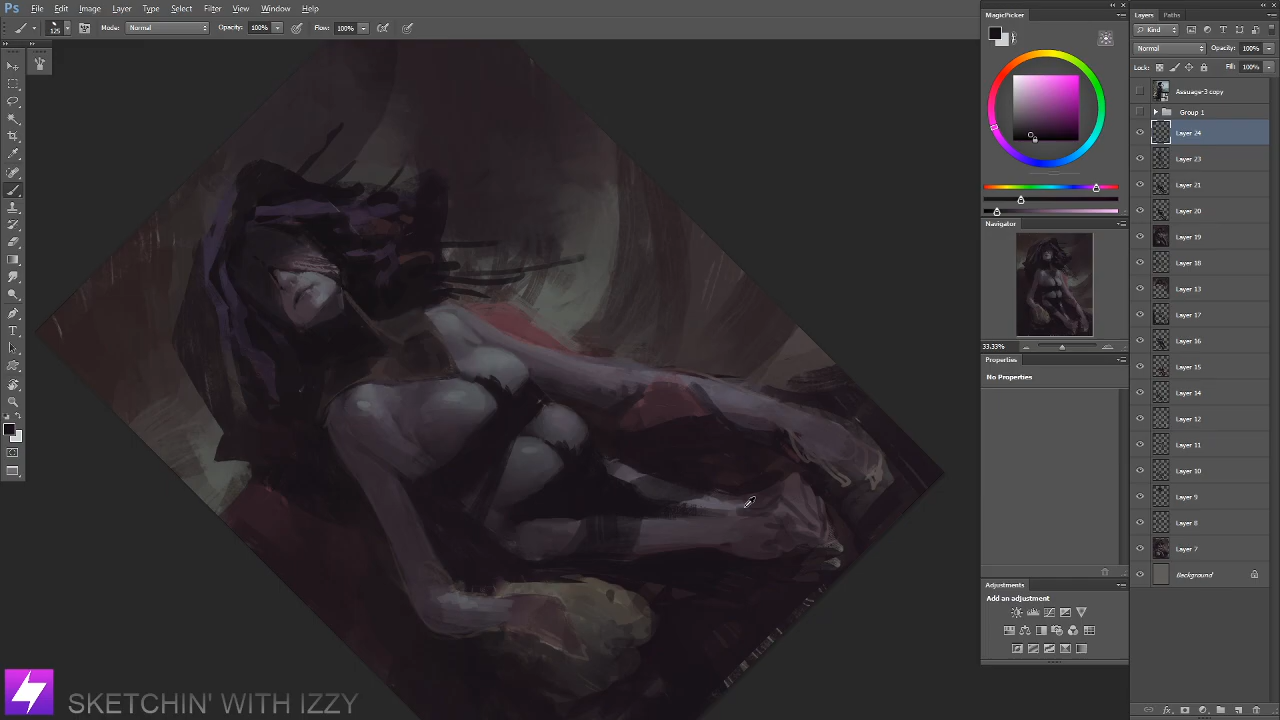 Ps File Edit Image Layer Type Select Filter View Window Help
125 Mode: Normal Opacity: 100% Flow: 100%
MagicPicker
Navigator
33.33%
Properties
No Properties
Adjustments
Add an adjustment
Layers Paths
Kind
Normal Opacity: 100%
Lock: Fill: 100%
Assuage-3 copy
Group 1
Layer 24
Layer 23
Layer 21
Layer 20
Layer 19
Layer 18
Layer 13
Layer 17
Layer 16
Layer 15
Layer 14
Layer 12
Layer 11
Layer 10
Layer 9
Layer 8
Layer 7
Background
SKETCHIN' WITH IZZY